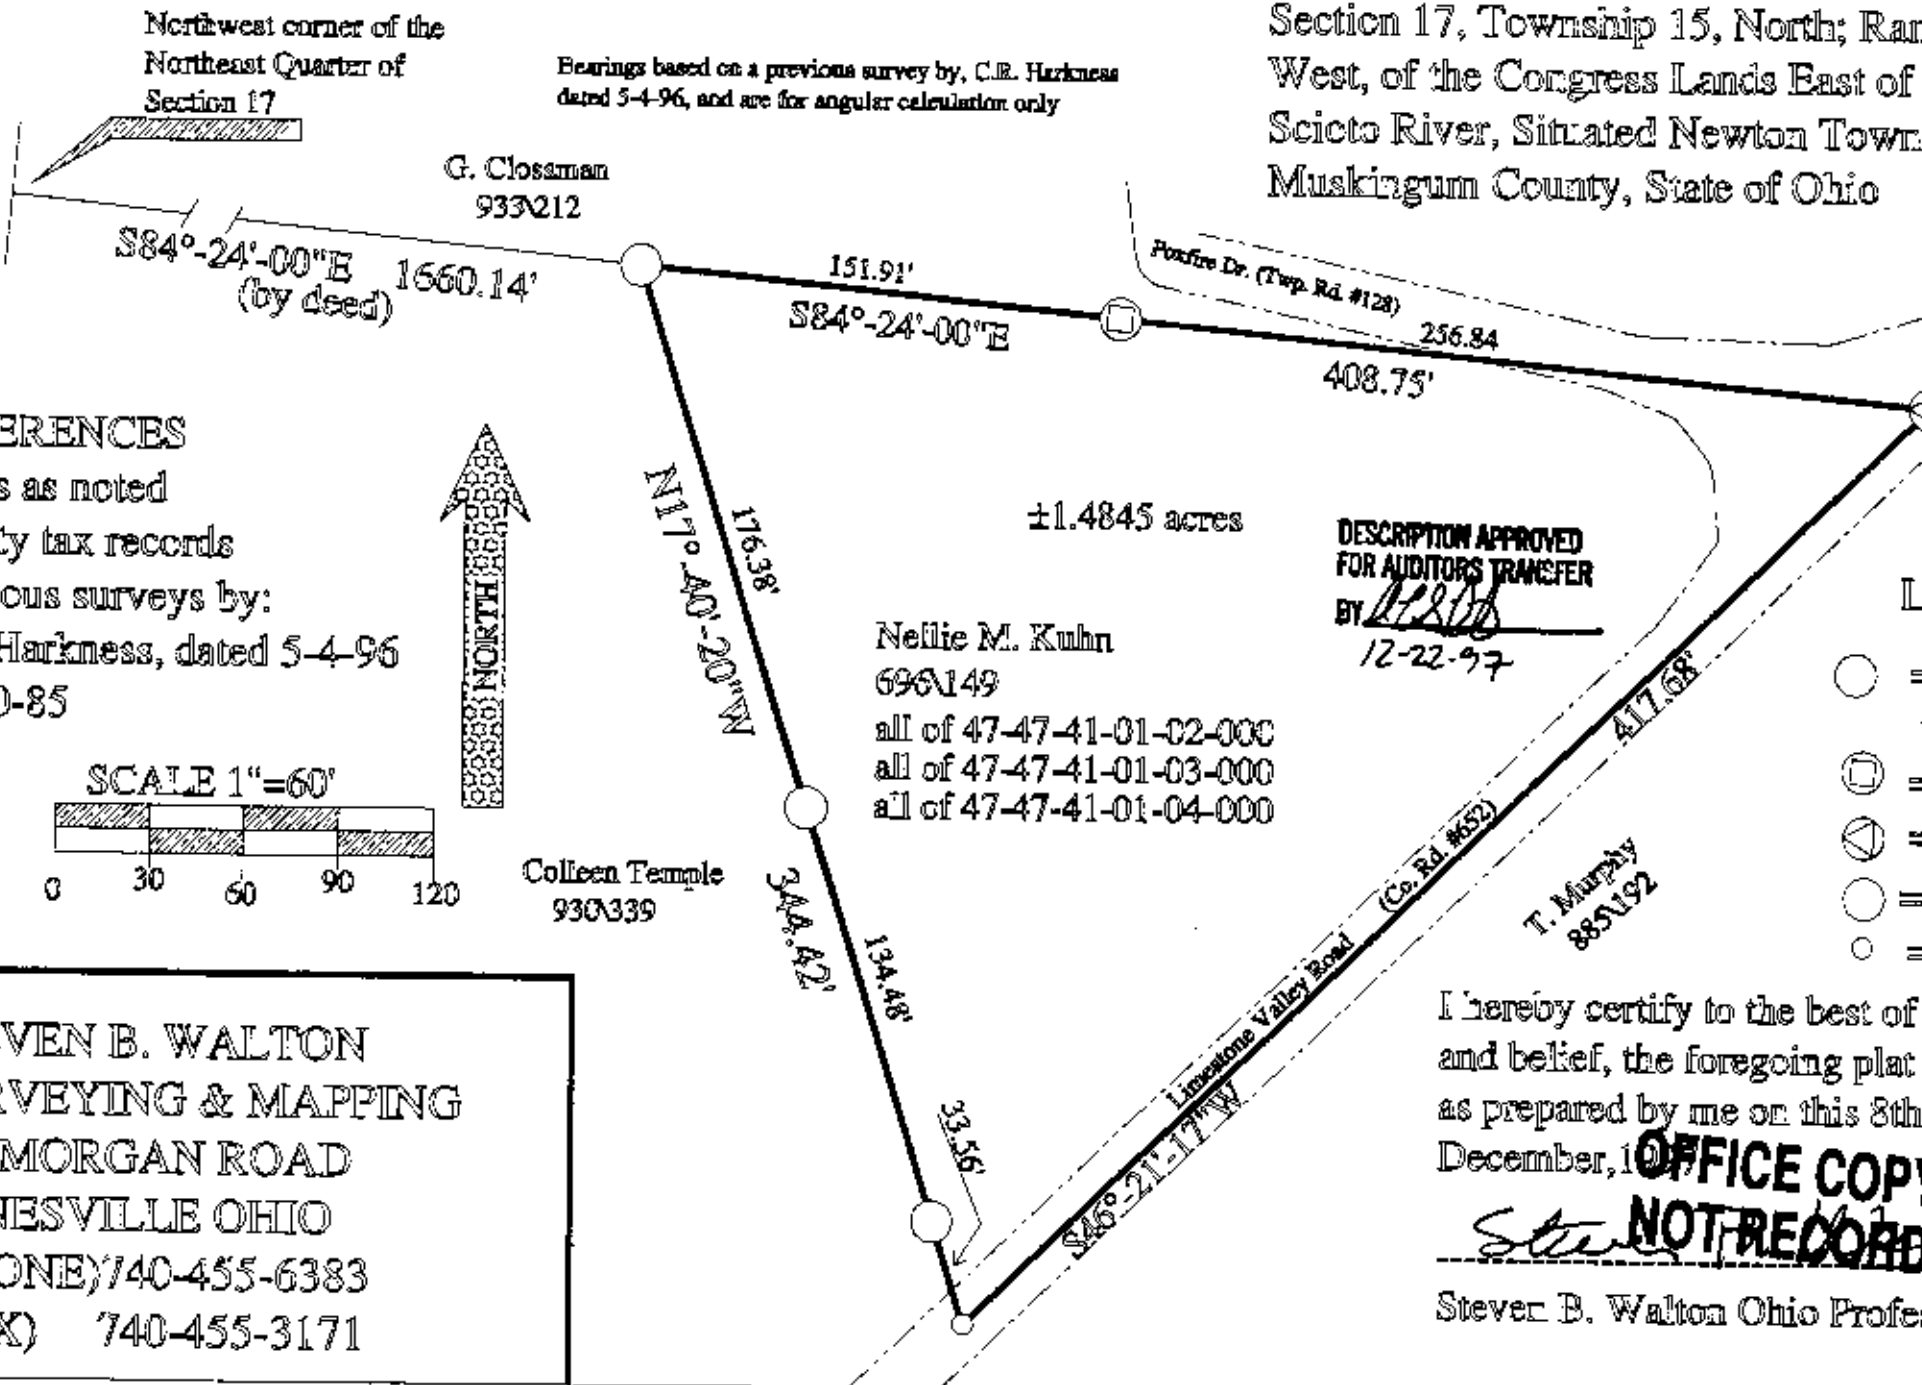 Northwest corner of the
Northeast Quarter of
Section 17
Bearings based on a previous survey by, C.R. Harkness
dated 5-4-96, and are for angular calculation only
Section 17, Township 15, North; Ran
West, of the Congress Lands East of
Scioto River, Situated Newton Town
Muskingum County, State of Ohio
G. Clossman
933\212
S84°-24'-00"E 1660.14'
(by deed)
151.91'
S84°-24'-00"E
Foxfire Dr. (Twp. Rd. #128)
256.84
408.75'
ERENCES
s as noted
ty tax records
ous surveys by:
Harkness, dated 5-4-96
0-85
NORTH
N17°-40'-20"W
176.38'
±1.4845 acres
DESCRIPTION APPROVED
FOR AUDITORS TRANSFER
BY
12-22-97
Nellie M. Kuhn
696\149
all of 47-47-41-01-02-000
all of 47-47-41-01-03-000
all of 47-47-41-01-04-000
417.68'
L
=
=
=
=
=
SCALE 1"=60'
0 30 60 90 120
Colleen Temple
930\339
344.42'
134.48'
33.56'
Limestone Valley Road (Co. Rd. #652)
S46°-21'-17"W
T. Murphy
885\192
VEN B. WALTON
RVEYING & MAPPING
MORGAN ROAD
NESVILLE OHIO
ONE)740-455-6383
X) 740-455-3171
I hereby certify to the best of
and belief, the foregoing plat
as prepared by me on this 8th
December, 19
OFFICE COPY
NOT RECORD
Steven B. Walton Ohio Profes